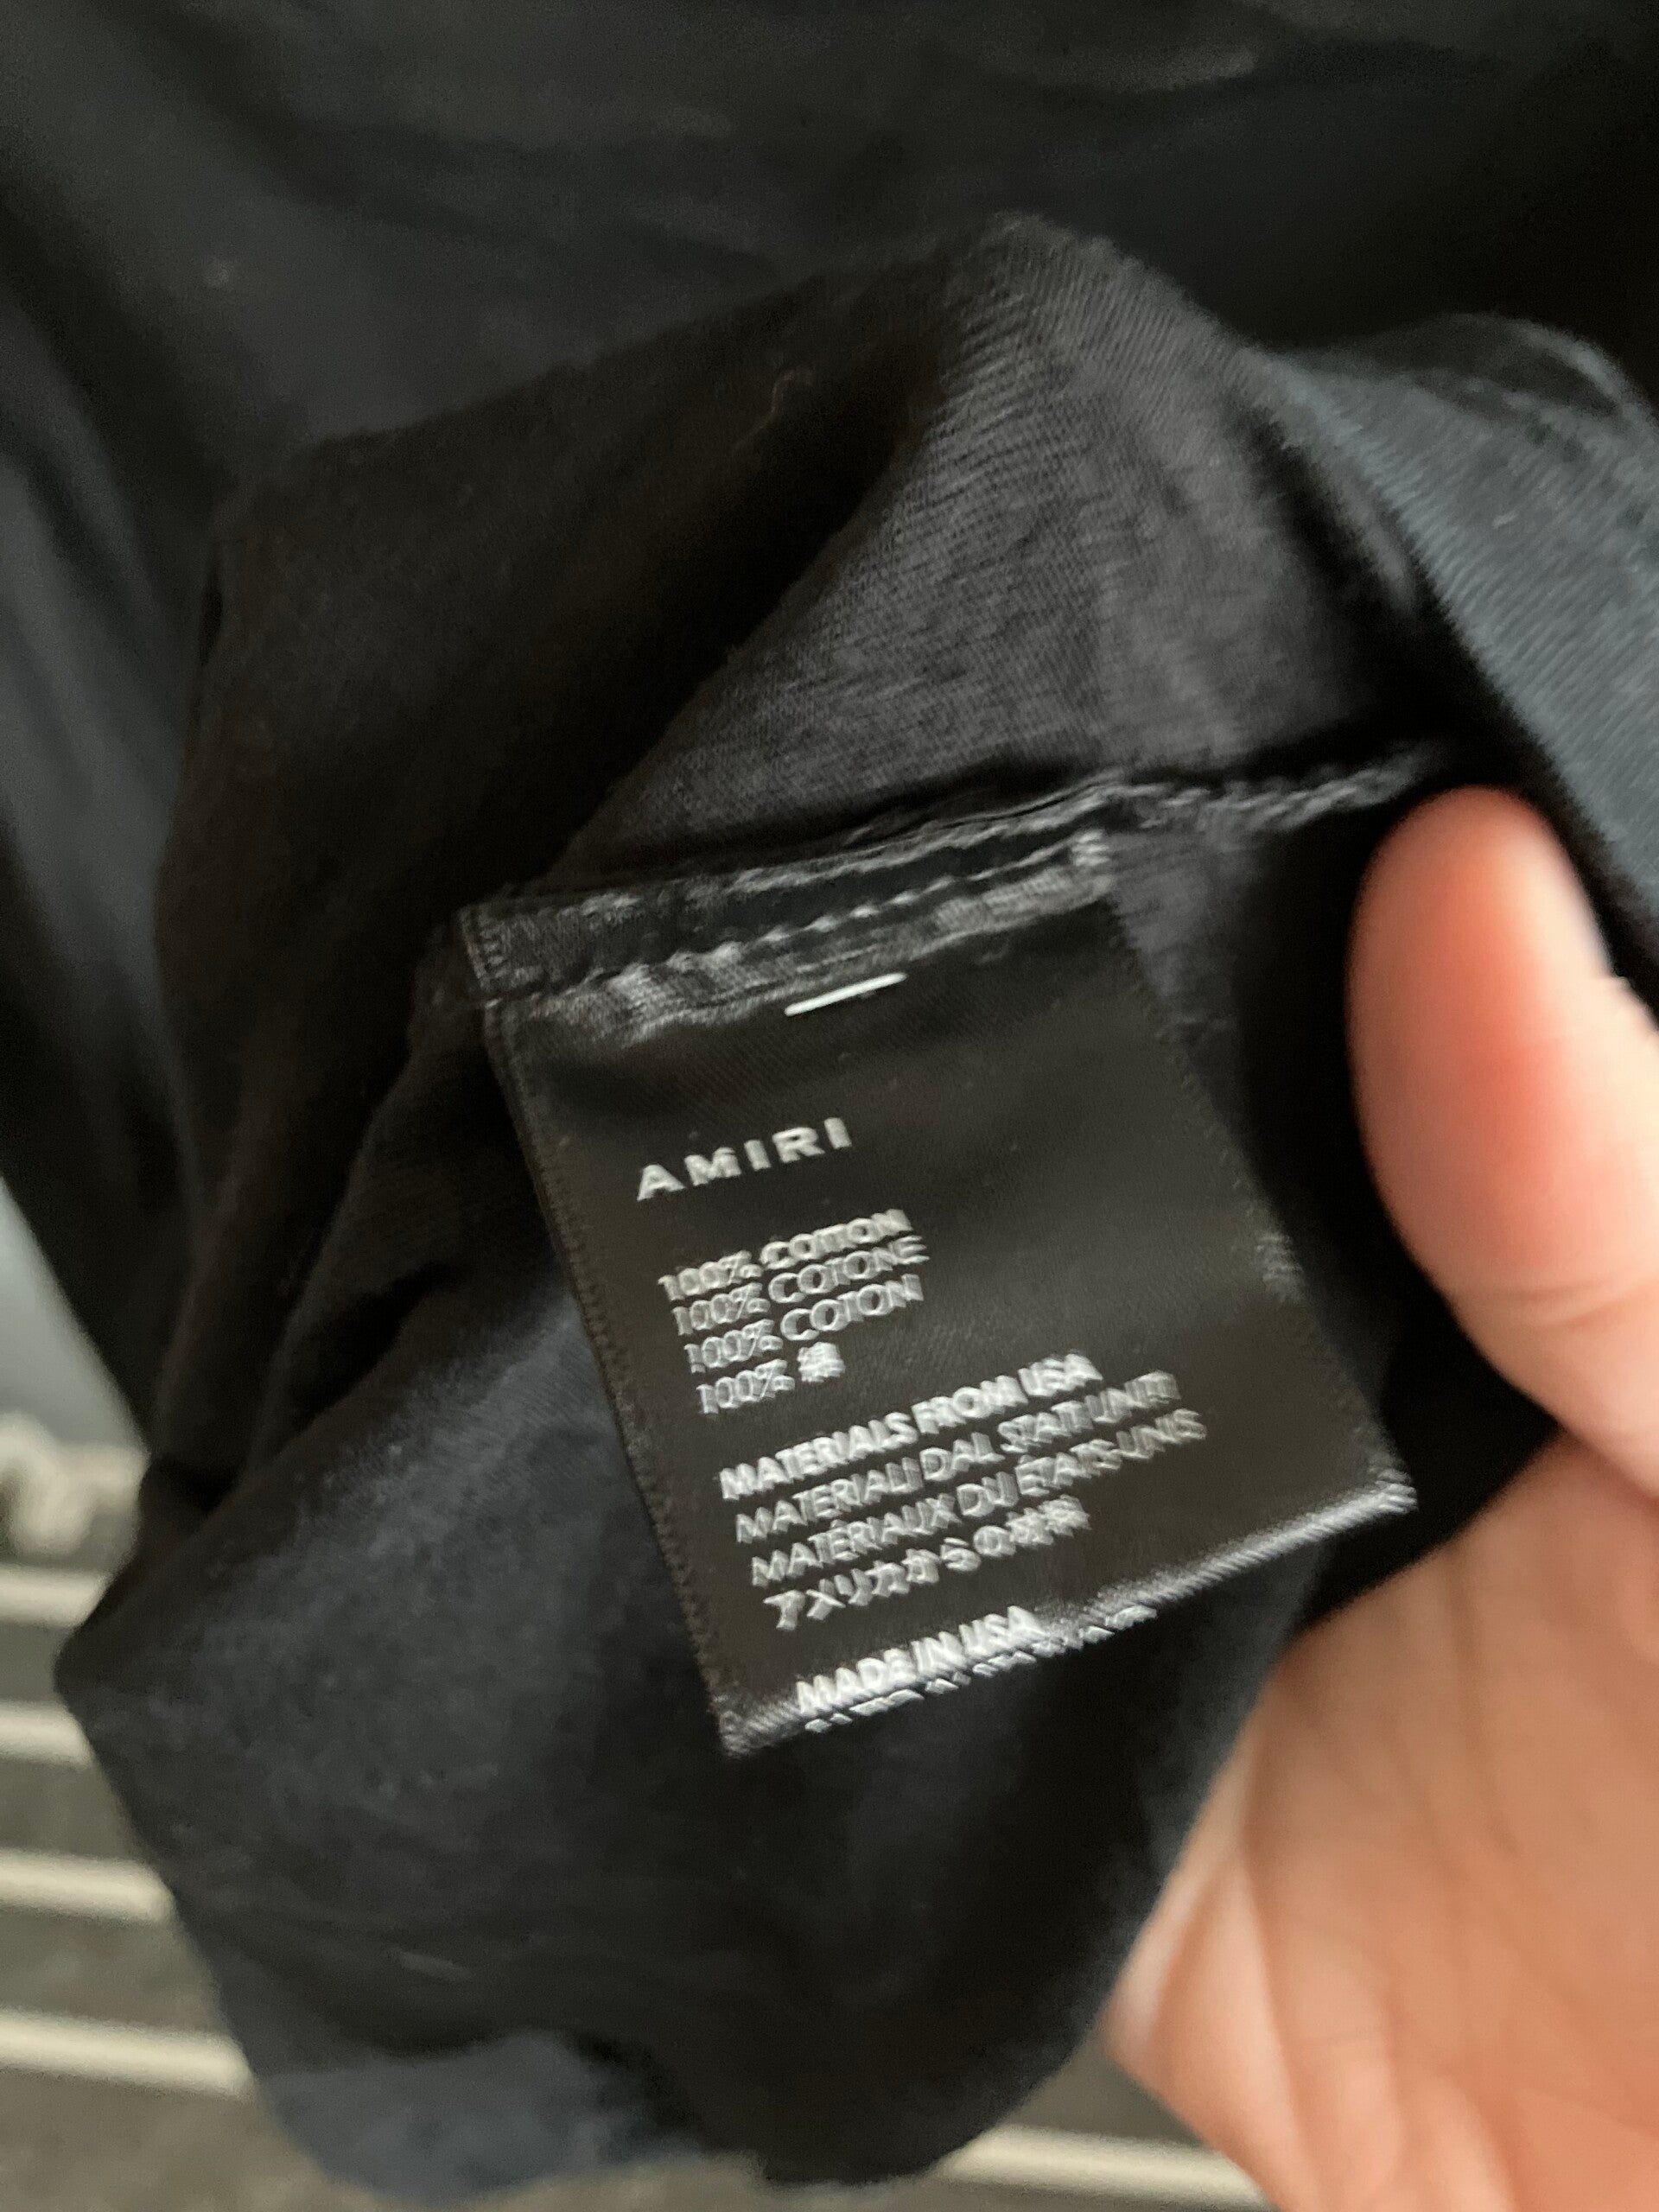 AMIRI
100% COTTON
100% COTONE
100% COTON
100% 綿
MATERIALS FROM USA
MATERIALI DAL STATI UNITI
MATÉRIAUX DU ÉTATS-UNIS
アメリカからの材料
MADE IN USA